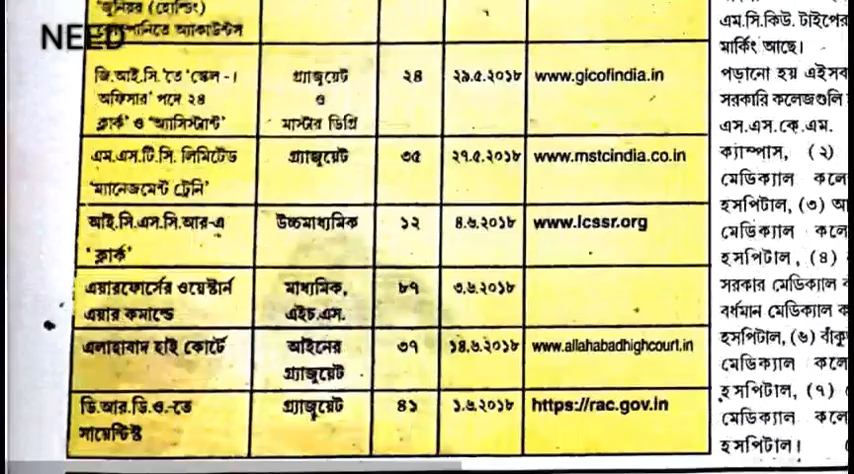 'জুনিয়র (হোল্ডিং)
অ্যাকাউন্টস
NEED
জি.আই.সি.'তে 'স্কেল-।
অফিসার' পদে ২৪
ক্লার্ক' ও 'অ্যাসিস্ট্যান্ট'
গ্র্যাজুয়েট
ও
মাস্টার ডিগ্রি
২৪
২৯.৫.২০১৮
www.gicofindia.in
এম.এস.টি.সি. লিমিটেড
'ম্যানেজমেন্ট ট্রেনি'
গ্র্যাজুয়েট
৩৫
২৭.৫.২০১৮
www.mstcindia.co.in
আই.সি.এস.সি.আর-এ
'ক্লার্ক'
উচ্চমাধ্যমিক
১২
৪.৬.২০১৮
www.lcssr.org
এয়ারফোর্সের ওয়েস্টার্ন
এয়ার কমান্ডে
মাধ্যমিক,
এইচ.এস.
৮৭
৩.৬.২০১৮
এলাহাবাদ হাই কোর্টে
আইনের
গ্র্যাজুয়েট
৩৭
১৪.৬.২০১৮
www.allahabadhighcourt.in
ডি.আর.ডি.ও.-তে
সায়েন্টিস্ট
গ্র্যাজুয়েট
৪১
১.৬.২০১৮
https://rac.gov.in
এম.সি.কিউ. টাইপের
মার্কিং আছে।
পড়ানো হয় এইসব
সরকারি কলেজগুলি
এস.এস.কে.এম.
ক্যাম্পাস, (২)
মেডিক্যাল কলে
হসপিটাল, (৩) আ
মেডিক্যাল কলে
হসপিটাল, (৪)
সরকার মেডিক্যাল ক
বর্ধমান মেডিক্যাল ক
হসপিটাল, (৬) বাঁকু
মেডিক্যাল কলে
হসপিটাল, (৭)
মেডিক্যাল কলে
হসপিটাল।